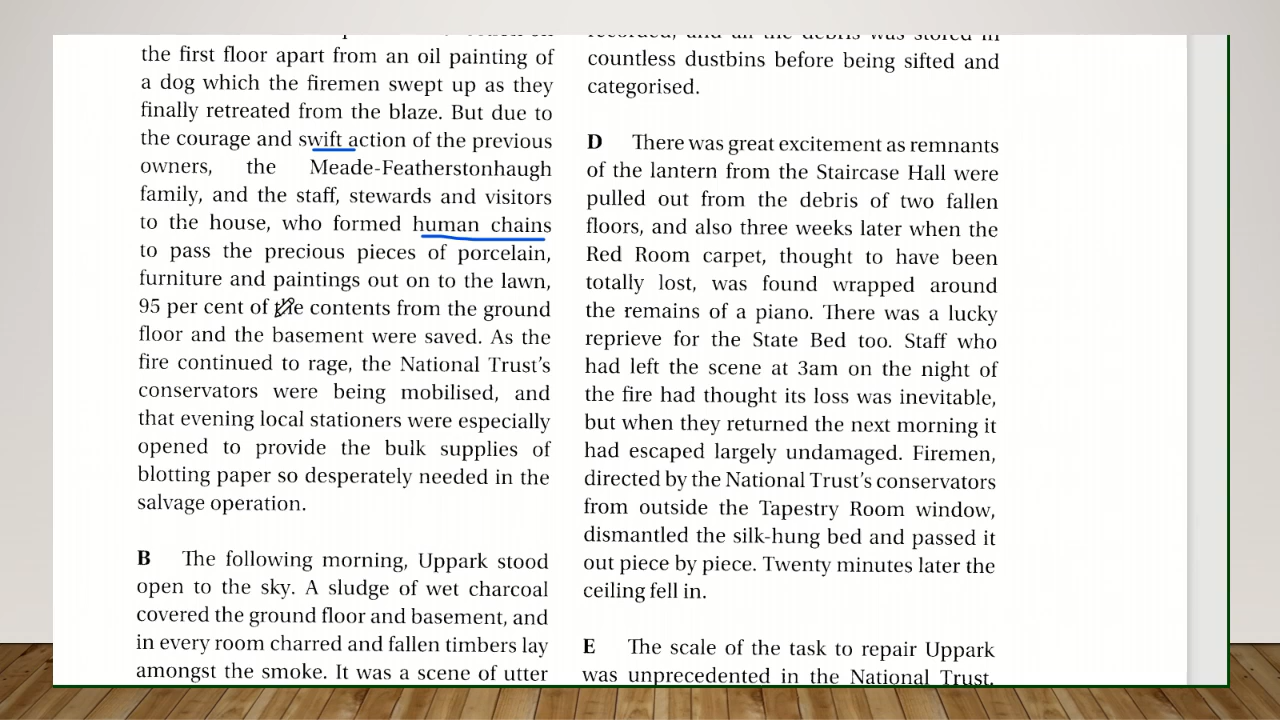 the first floor apart from an oil painting of
a dog which the firemen swept up as they
finally retreated from the blaze. But due to
the courage and swift action of the previous
owners, the Meade-Featherstonhaugh
family, and the staff, stewards and visitors
to the house, who formed human chains
to pass the precious pieces of porcelain,
furniture and paintings out on to the lawn,
95 per cent of the contents from the ground
floor and the basement were saved. As the
fire continued to rage, the National Trust's
conservators were being mobilised, and
that evening local stationers were especially
opened to provide the bulk supplies of
blotting paper so desperately needed in the
salvage operation.
B The following morning, Uppark stood
open to the sky. A sludge of wet charcoal
covered the ground floor and basement, and
in every room charred and fallen timbers lay
amongst the smoke. It was a scene of utter
recorded, and all the debris was stored in
countless dustbins before being sifted and
categorised.
D There was great excitement as remnants
of the lantern from the Staircase Hall were
pulled out from the debris of two fallen
floors, and also three weeks later when the
Red Room carpet, thought to have been
totally lost, was found wrapped around
the remains of a piano. There was a lucky
reprieve for the State Bed too. Staff who
had left the scene at 3am on the night of
the fire had thought its loss was inevitable,
but when they returned the next morning it
had escaped largely undamaged. Firemen,
directed by the National Trust's conservators
from outside the Tapestry Room window,
dismantled the silk-hung bed and passed it
out piece by piece. Twenty minutes later the
ceiling fell in.
E The scale of the task to repair Uppark
was unprecedented in the National Trust.